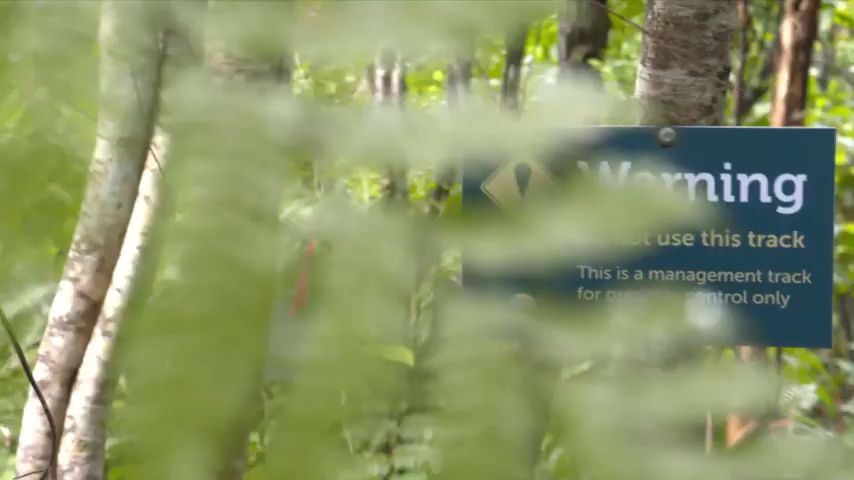 Warning
use this track
This is a management track
for control only